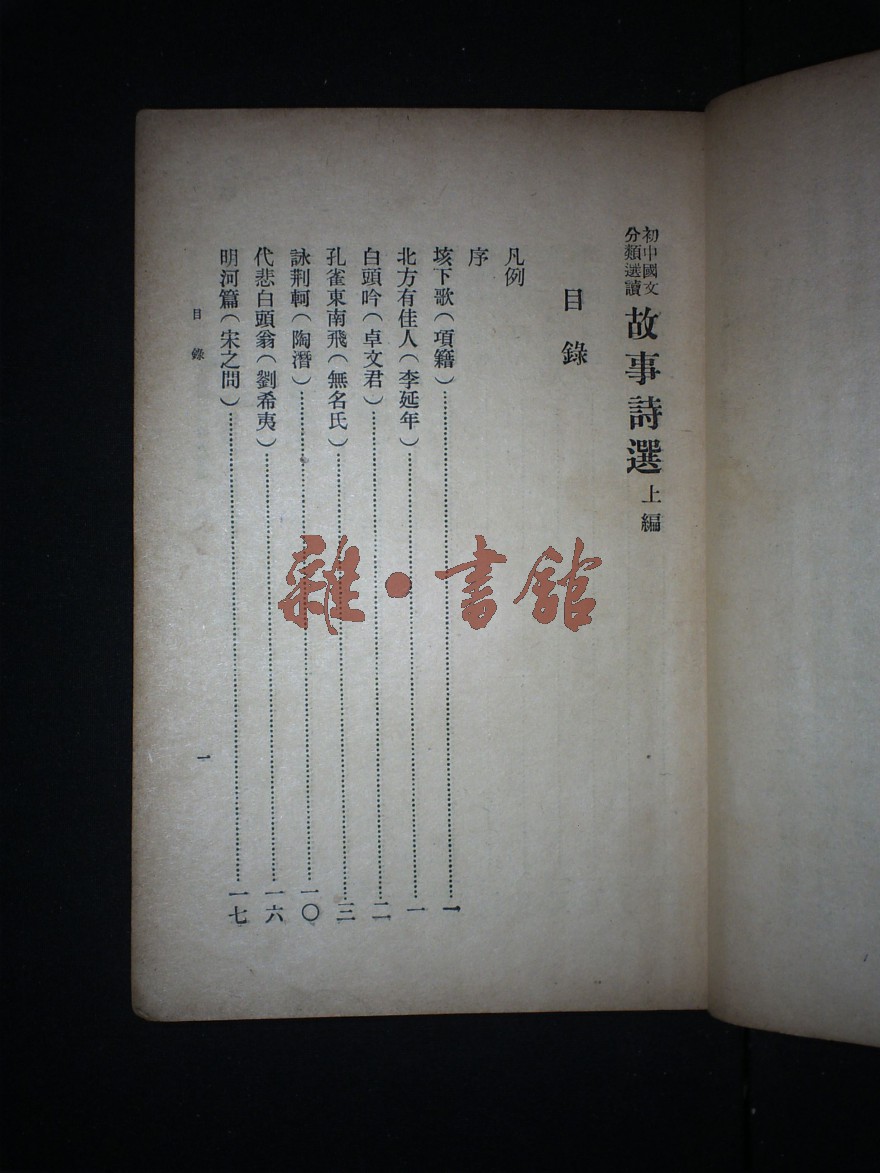 初中國文
分類選讀
故事詩選上編
目錄
凡例
序
垓下歌(項籍)……一
北方有佳人(李延年)……一
白頭吟(卓文君)……二
孔雀東南飛(無名氏)……三
詠荆軻(陶潛)……一〇
代悲白頭翁(劉希夷)……一六
明河篇(宋之問)……一七
目錄
一
雜·書館